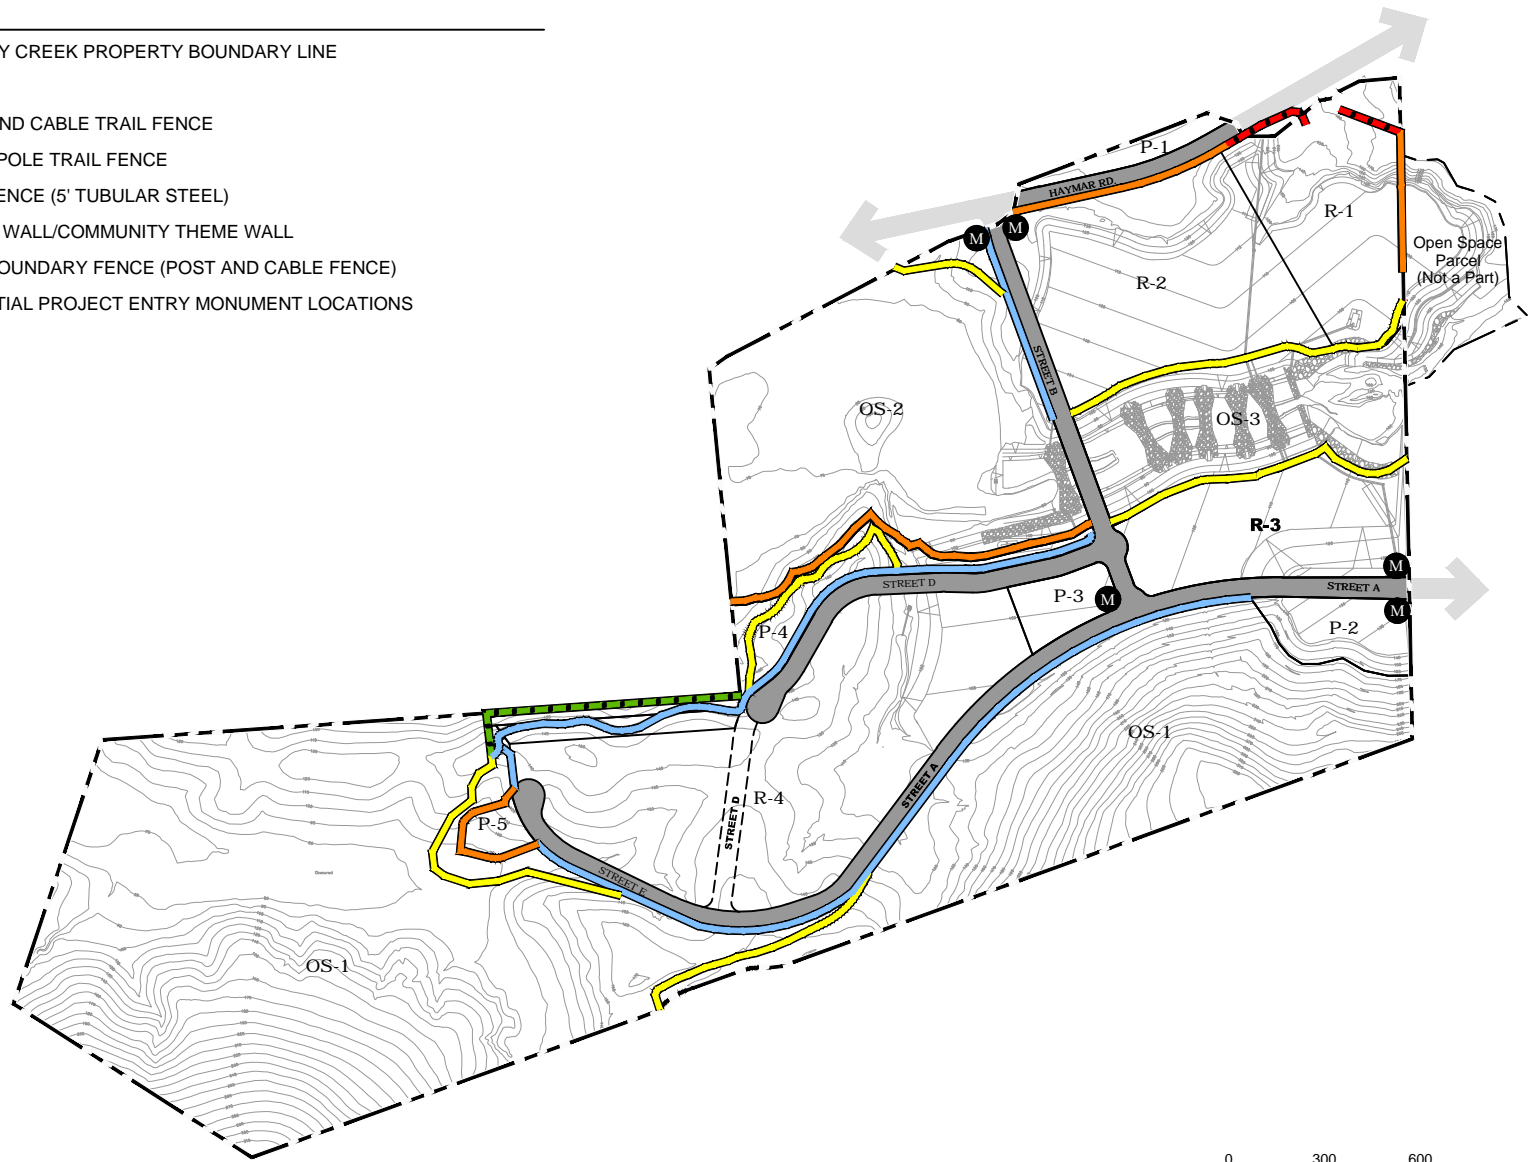 Y CREEK PROPERTY BOUNDARY LINE
ND CABLE TRAIL FENCE
POLE TRAIL FENCE
ENCE (5' TUBULAR STEEL)
WALL/COMMUNITY THEME WALL
OUNDARY FENCE (POST AND CABLE FENCE)
TIAL PROJECT ENTRY MONUMENT LOCATIONS
P-1
HAYMAR RD.
R-1
M
M
Open Space
Parcel
(Not a Part)
R-2
STREET B
OS-2
OS-3
R-3
M
STREET D
STREET A
P-3
M
M
P-2
P-4
OS-1
STREET A
R-4
STREET D
P-5
STREET E
OS-1
0 300 600